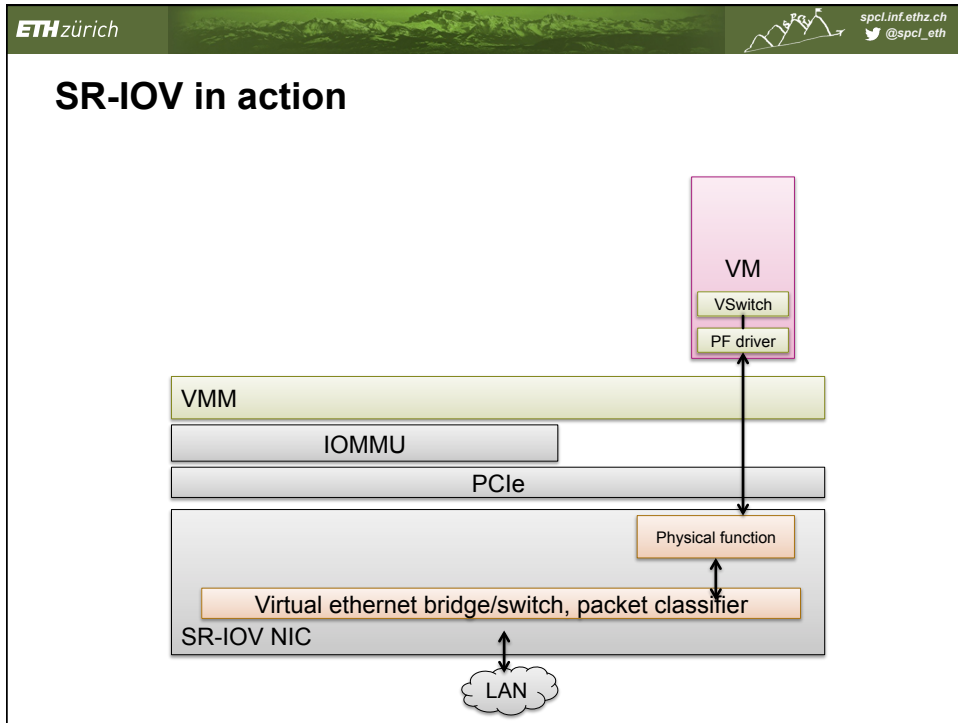 ETH zürich
spcl.inf.ethz.ch
@spcl_eth
SR-IOV in action
VM
VSwitch
PF driver
VMM
IOMMU
PCIe
Physical function
Virtual ethernet bridge/switch, packet classifier
SR-IOV NIC
LAN